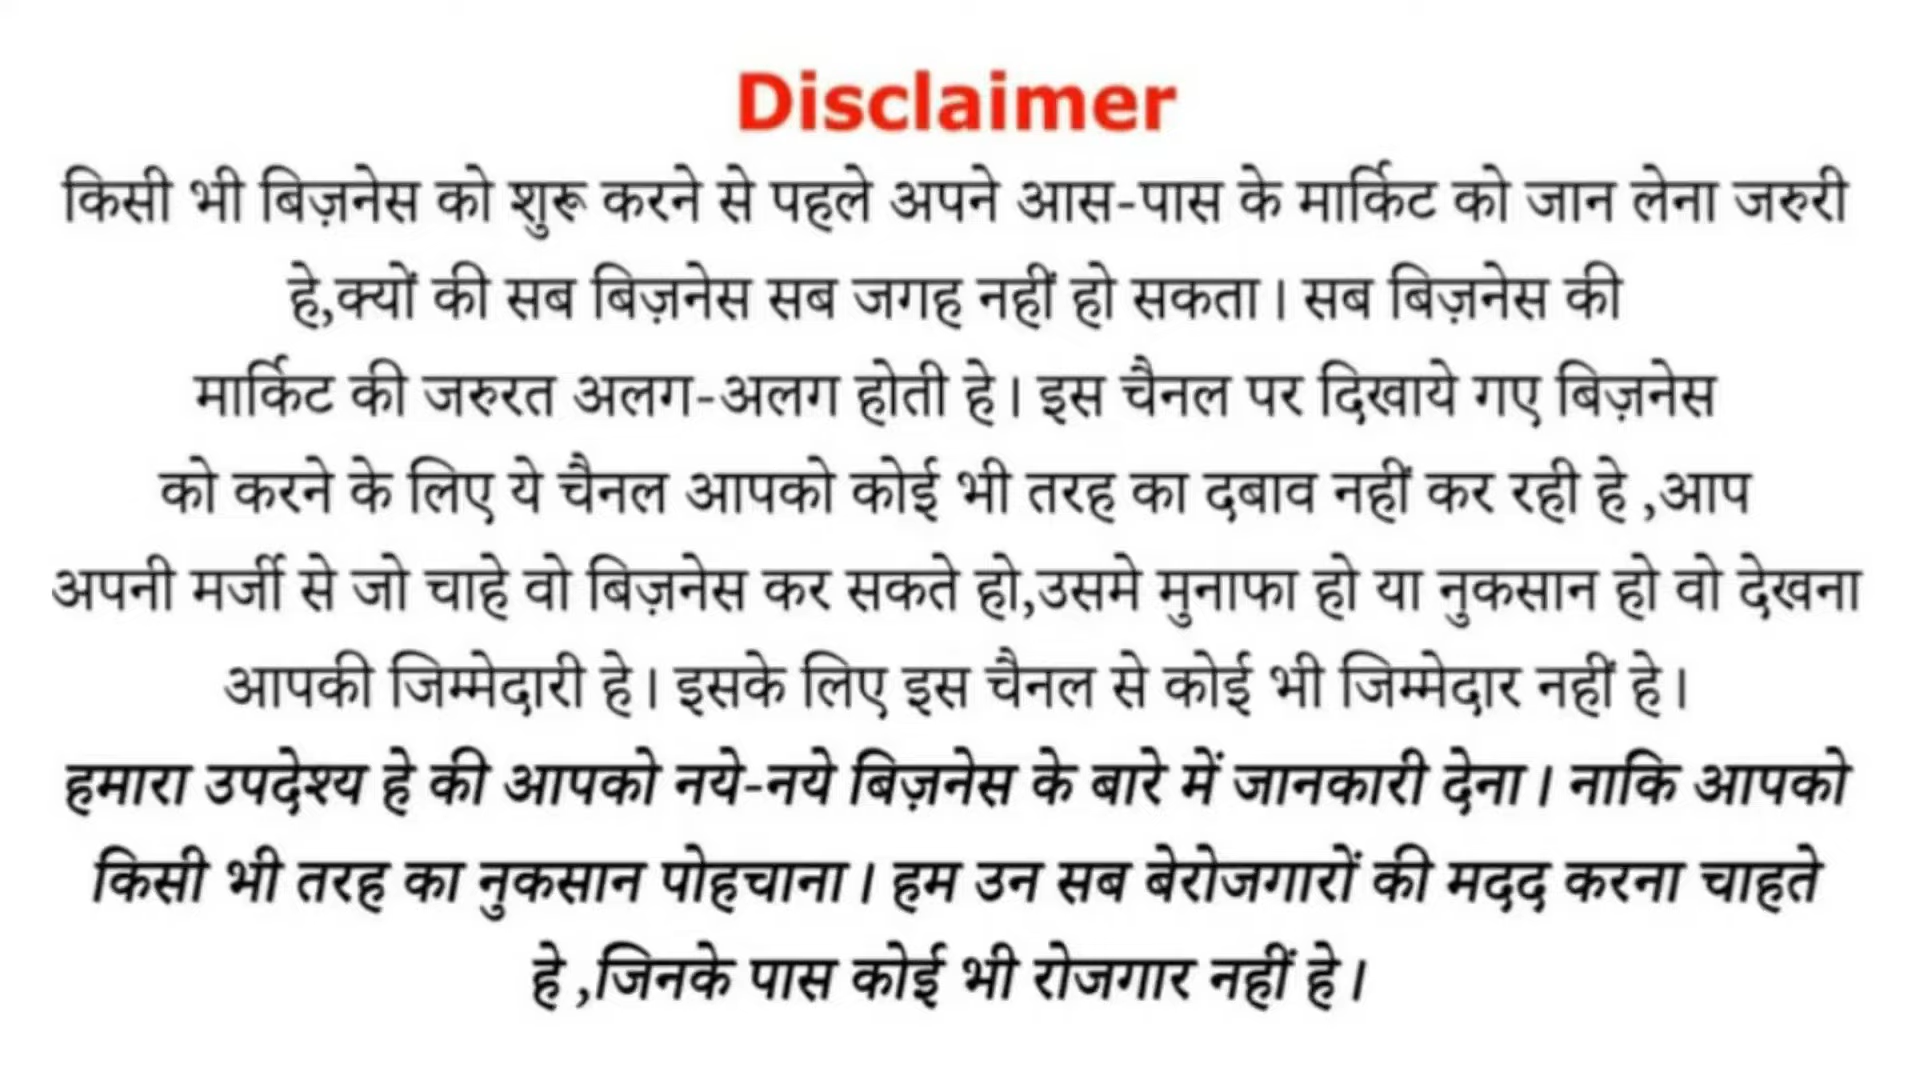 Disclaimer
किसी भी बिज़नेस को शुरू करने से पहले अपने आस-पास के मार्किट को जान लेना जरुरी
हे,क्यों की सब बिज़नेस सब जगह नहीं हो सकता। सब बिज़नेस की
मार्किट की जरुरत अलग-अलग होती हे। इस चैनल पर दिखाये गए बिज़नेस
को करने के लिए ये चैनल आपको कोई भी तरह का दबाव नहीं कर रही हे ,आप
अपनी मर्जी से जो चाहे वो बिज़नेस कर सकते हो,उसमे मुनाफा हो या नुकसान हो वो देखना
आपकी जिम्मेदारी हे। इसके लिए इस चैनल से कोई भी जिम्मेदार नहीं हे।
हमारा उपदेश्य हे की आपको नये-नये बिज़नेस के बारे में जानकारी देना। नाकि आपको
किसी भी तरह का नुकसान पोहचाना। हम उन सब बेरोजगारों की मदद करना चाहते
हे ,जिनके पास कोई भी रोजगार नहीं हे।